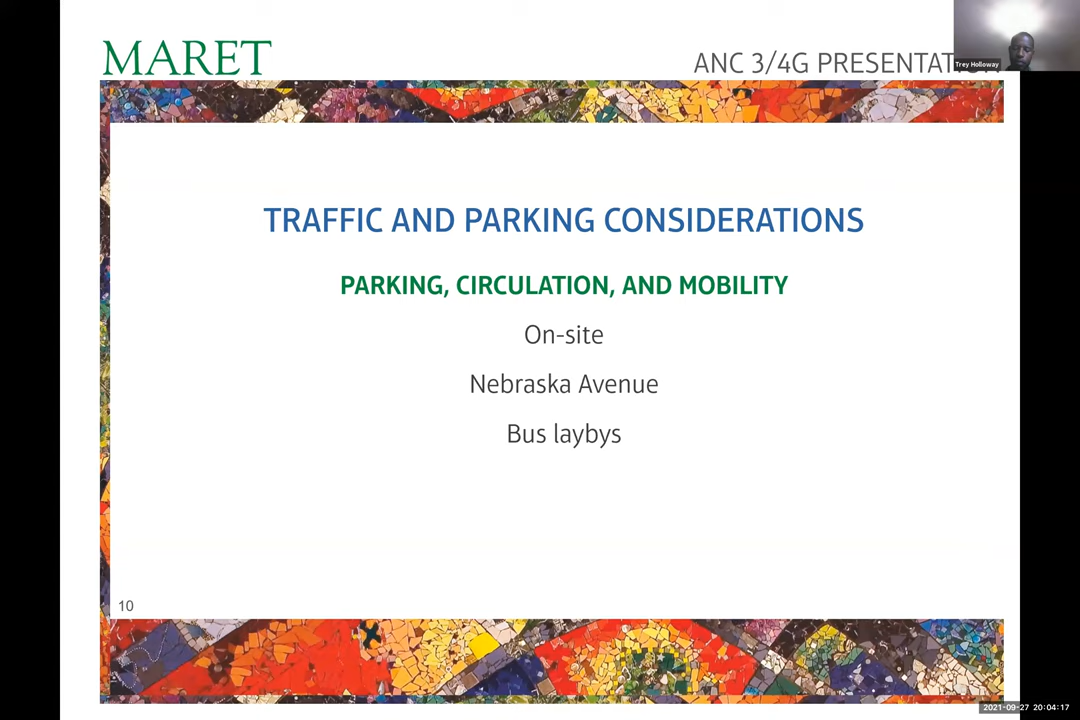 MARET
ANC 3/4G PRESENTATION
Trey Holloway
TRAFFIC AND PARKING CONSIDERATIONS
PARKING, CIRCULATION, AND MOBILITY
On-site
Nebraska Avenue
Bus laybys
10
2021-09-27 20:04:17